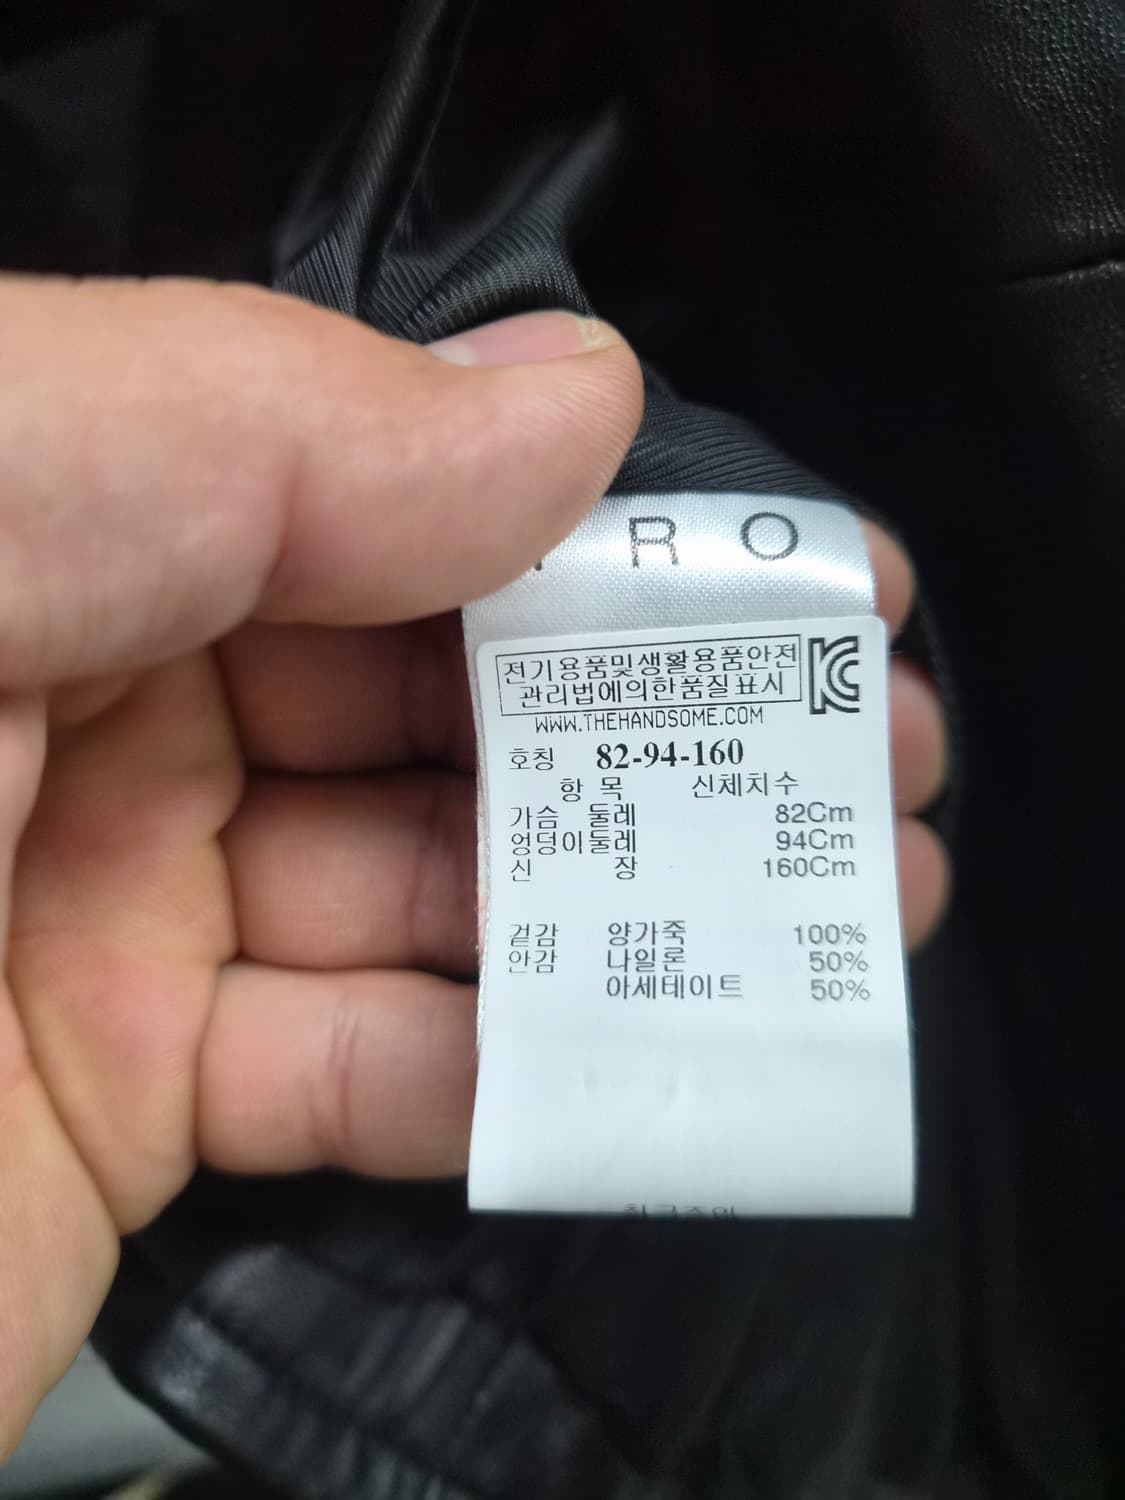 R O
전기용품및생활용품안전
관리법에의한품질표시
WWW.THEHANDSOME.COM
호칭 82-94-160
항 목 신체치수
가슴 둘레 82Cm
엉덩이둘레 94Cm
신 장 160Cm
겉감 양가죽 100%
안감 나일론 50%
아세테이트 50%